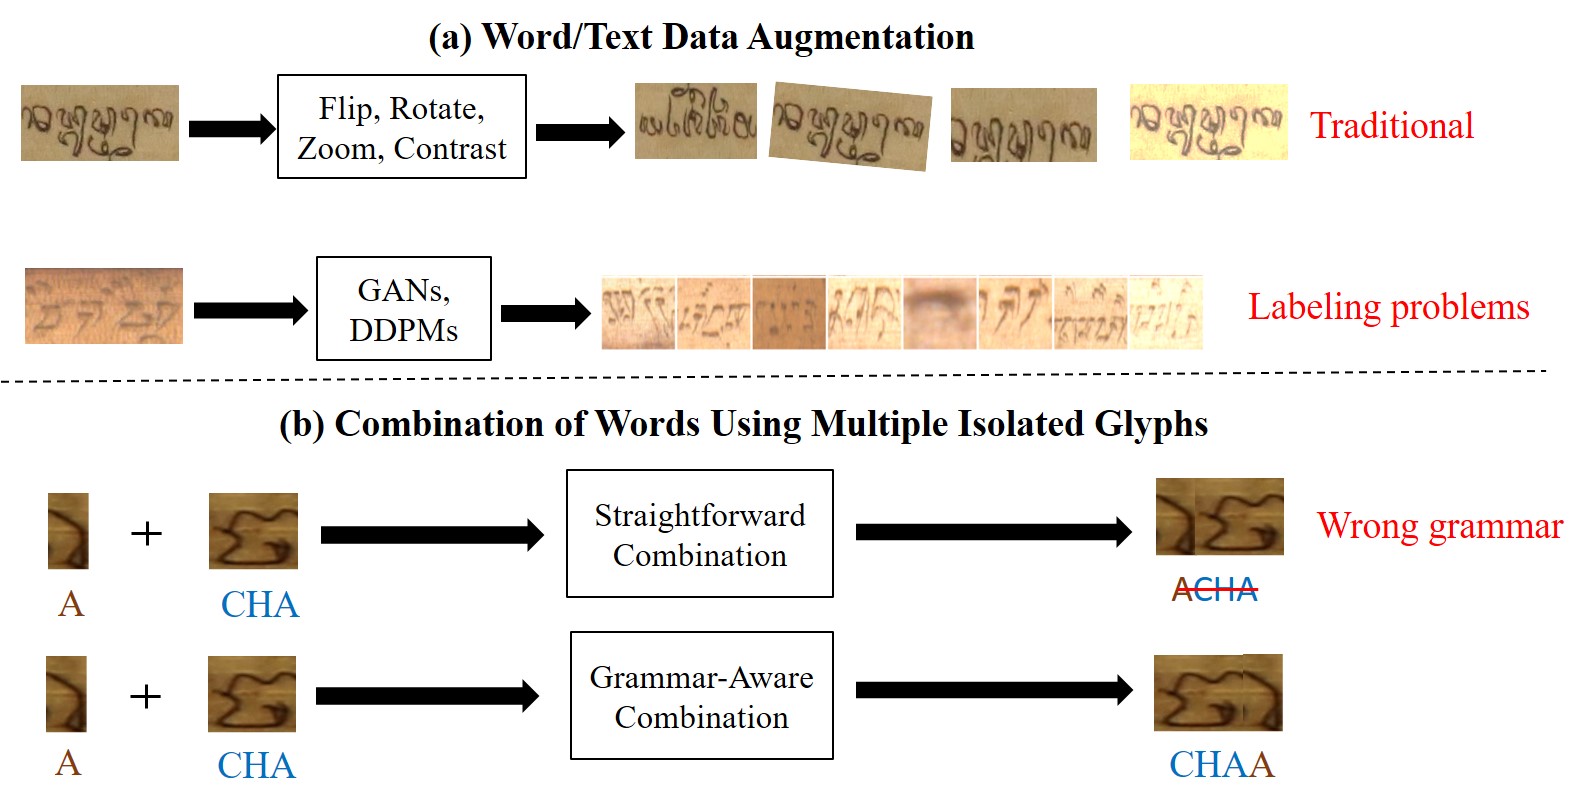 (a) Word/Text Data Augmentation
Flip, Rotate,
Zoom, Contrast
Traditional
GANs,
DDPMs
Labeling problems
(b) Combination of Words Using Multiple Isolated Glyphs
A + CHA
Straightforward
Combination
ACHA
Wrong grammar
A + CHA
Grammar-Aware
Combination
CHAA